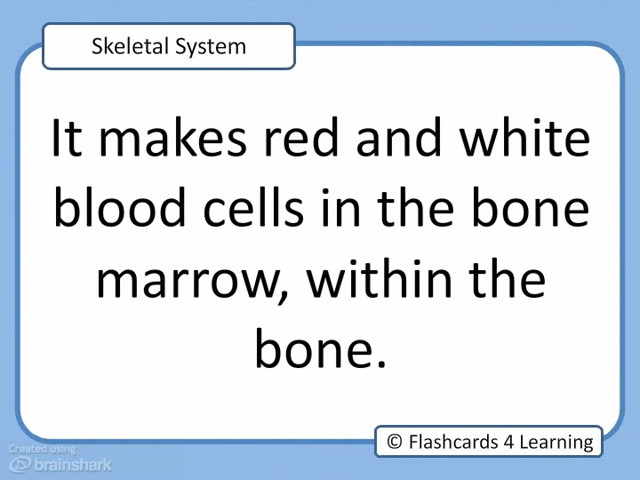 Skeletal System
It makes red and white
blood cells in the bone
marrow, within the
bone.
© Flashcards 4 Learning
Created using
brainshark